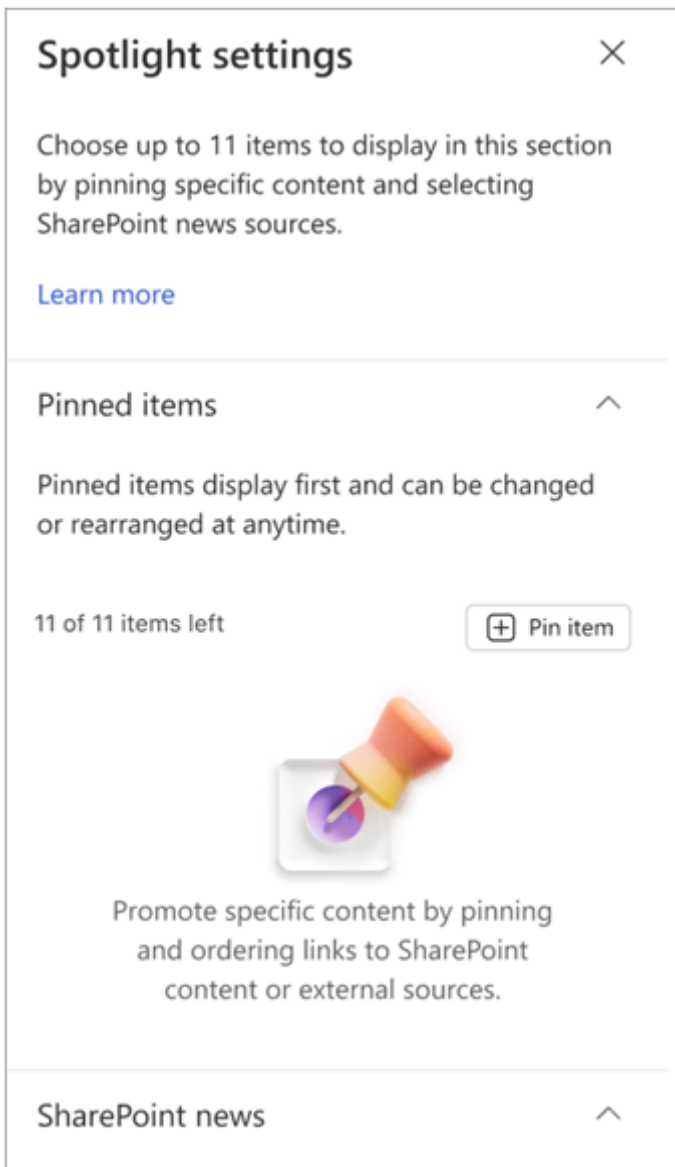 Spotlight settings
Choose up to 11 items to display in this section
by pinning specific content and selecting
SharePoint news sources.
Learn more
Pinned items
Pinned items display first and can be changed
or rearranged at anytime.
11 of 11 items left
Pin item
Promote specific content by pinning
and ordering links to SharePoint
content or external sources.
SharePoint news